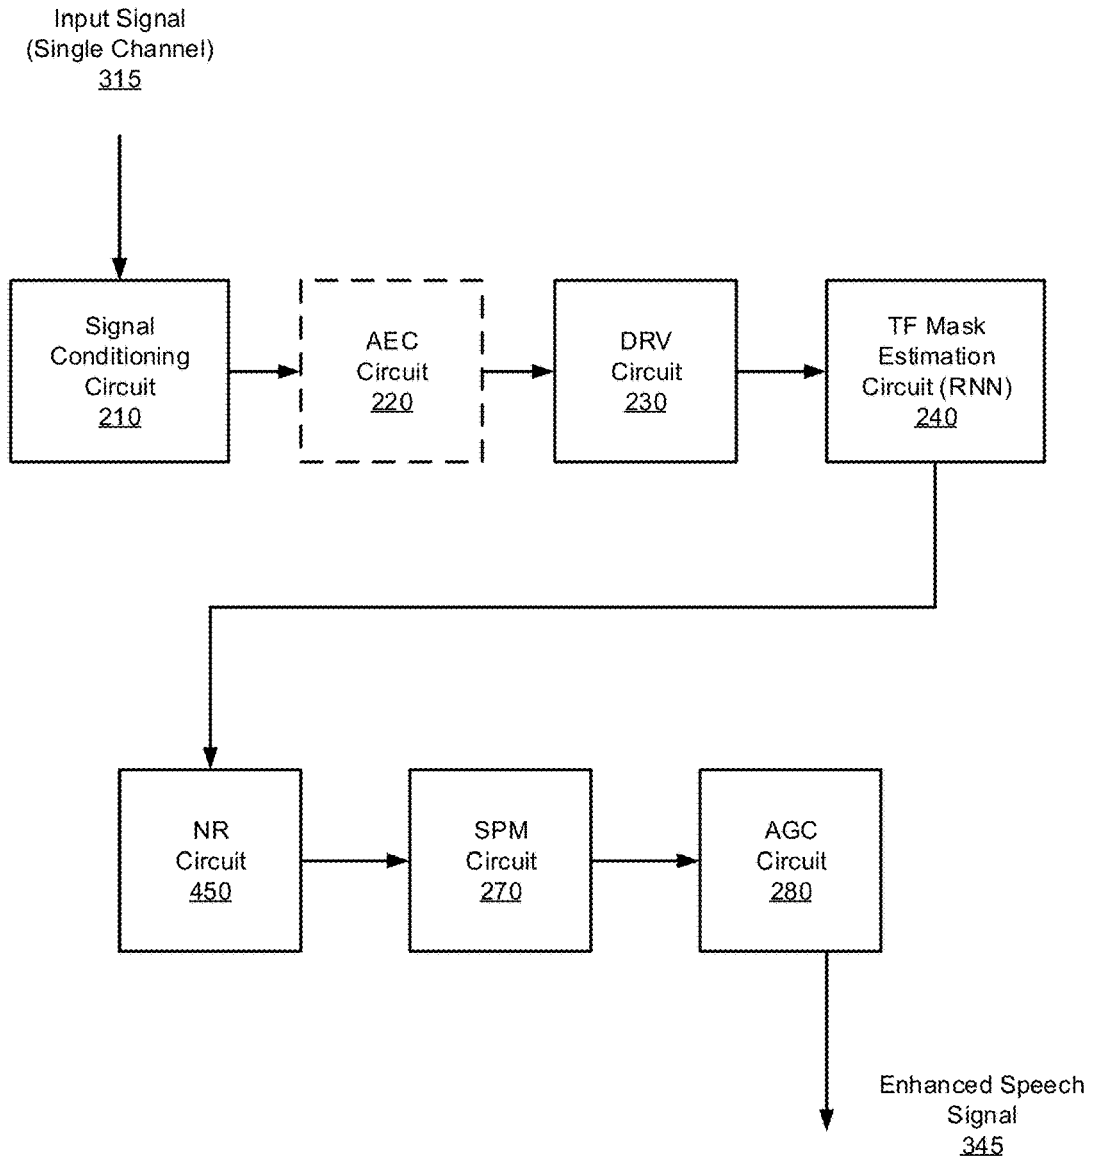 Input Signal
(Single Channel)
315
Signal
Conditioning
Circuit
210
AEC
Circuit
220
DRV
Circuit
230
TF Mask
Estimation
Circuit (RNN)
240
NR
Circuit
450
SPM
Circuit
270
AGC
Circuit
280
Enhanced Speech
Signal
345